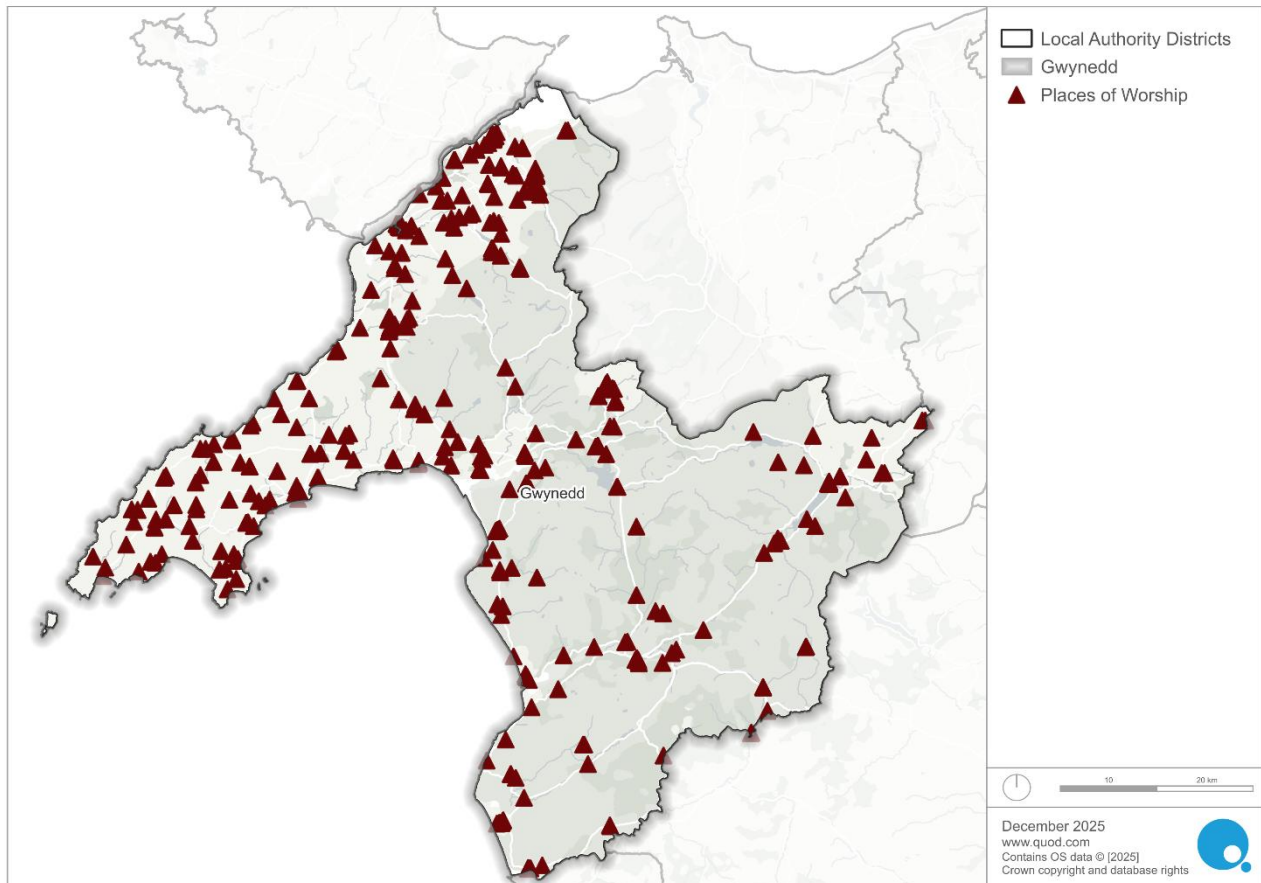 Local Authority Districts
Gwynedd
Places of Worship
Gwynedd
10 20 km
December 2025
www.quod.com
Contains OS data © [2025]
Crown copyright and database rights